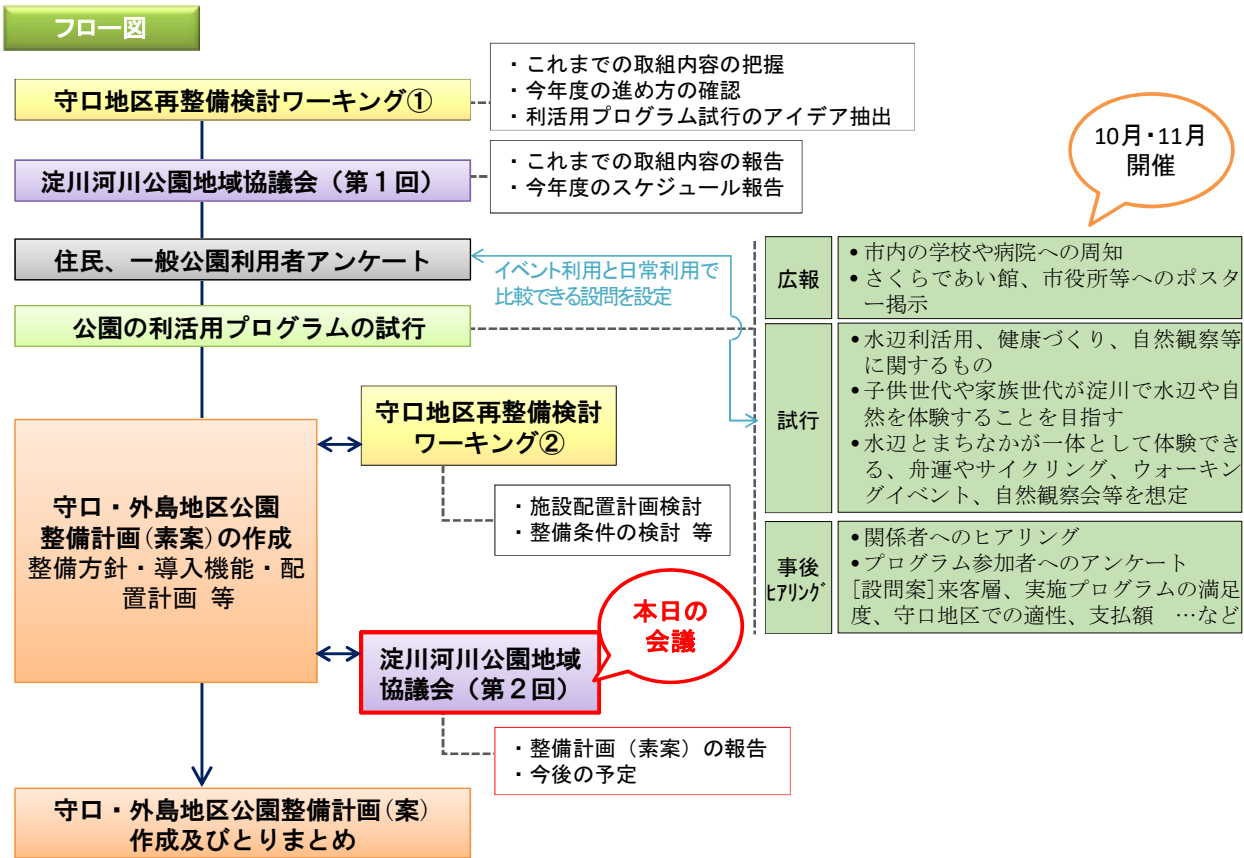 フロー図
守口地区再整備検討ワーキング①
・これまでの取組内容の把握
・今年度の進め方の確認
・利活用プログラム試行のアイデア抽出
淀川河川公園地域協議会（第１回）
・これまでの取組内容の報告
・今年度のスケジュール報告
10月・11月
開催
住民、一般公園利用者アンケート
イベント利用と日常利用で
比較できる設問を設定
公園の利活用プログラムの試行
広報
•市内の学校や病院への周知
•さくらであい館、市役所等へのポスタ
ー掲示
試行
•水辺利活用、健康づくり、自然観察等
に関するもの
•子供世代や家族世代が淀川で水辺や自
然を体験することを目指す
•水辺とまちなかが一体として体験でき
る、舟運やサイクリング、ウォーキン
グイベント、自然観察会等を想定
事後
ﾋｱﾘﾝｸﾞ
•関係者へのヒアリング
•プログラム参加者へのアンケート
[設問案]来客層、実施プログラムの満足
度、守口地区での適性、支払額　…など
守口地区再整備検討
ワーキング②
・施設配置計画検討
・整備条件の検討 等
守口・外島地区公園
整備計画(素案)の作成
整備方針・導入機能・配
置計画 等
本日の
会議
淀川河川公園地域
協議会（第２回）
・整備計画（素案）の報告
・今後の予定
守口・外島地区公園整備計画(案)
作成及びとりまとめ